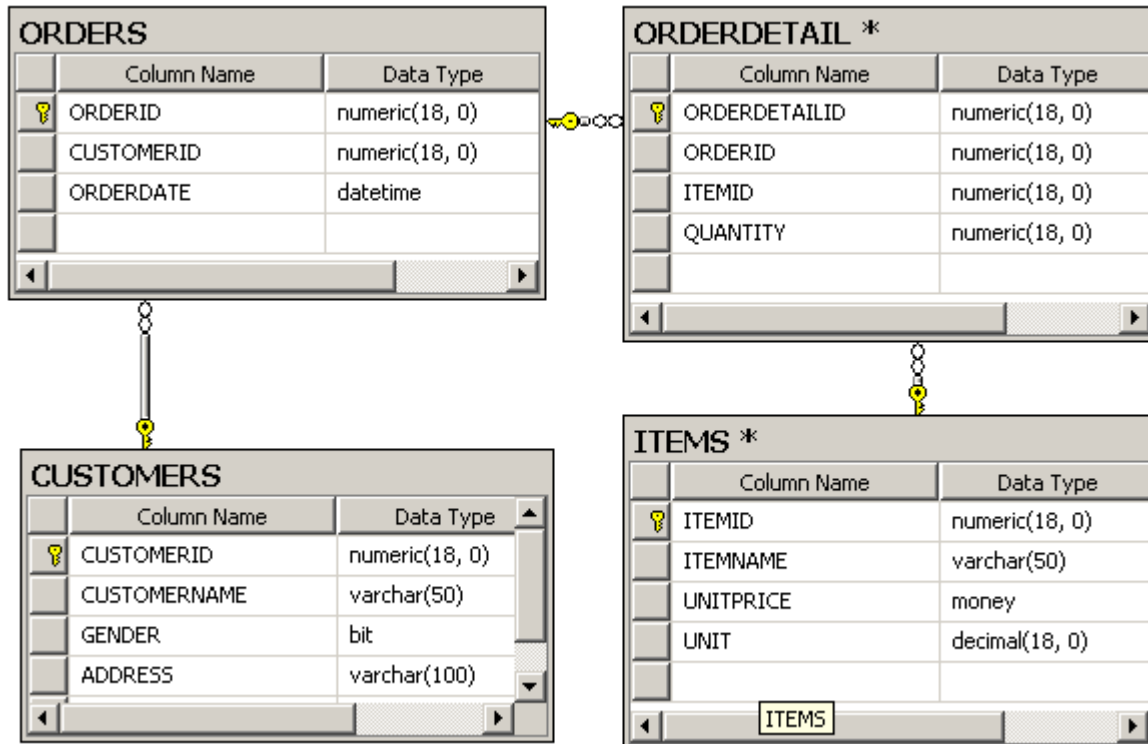 ORDERS
Column Name Data Type
ORDERID numeric(18, 0)
CUSTOMERID numeric(18, 0)
ORDERDATE datetime
ORDERDETAIL *
Column Name Data Type
ORDERDETAILID numeric(18, 0)
ORDERID numeric(18, 0)
ITEMID numeric(18, 0)
QUANTITY numeric(18, 0)
CUSTOMERS
Column Name Data Type
CUSTOMERID numeric(18, 0)
CUSTOMERNAME varchar(50)
GENDER bit
ADDRESS varchar(100)
ITEMS *
Column Name Data Type
ITEMID numeric(18, 0)
ITEMNAME varchar(50)
UNITPRICE money
UNIT decimal(18, 0)
ITEMS